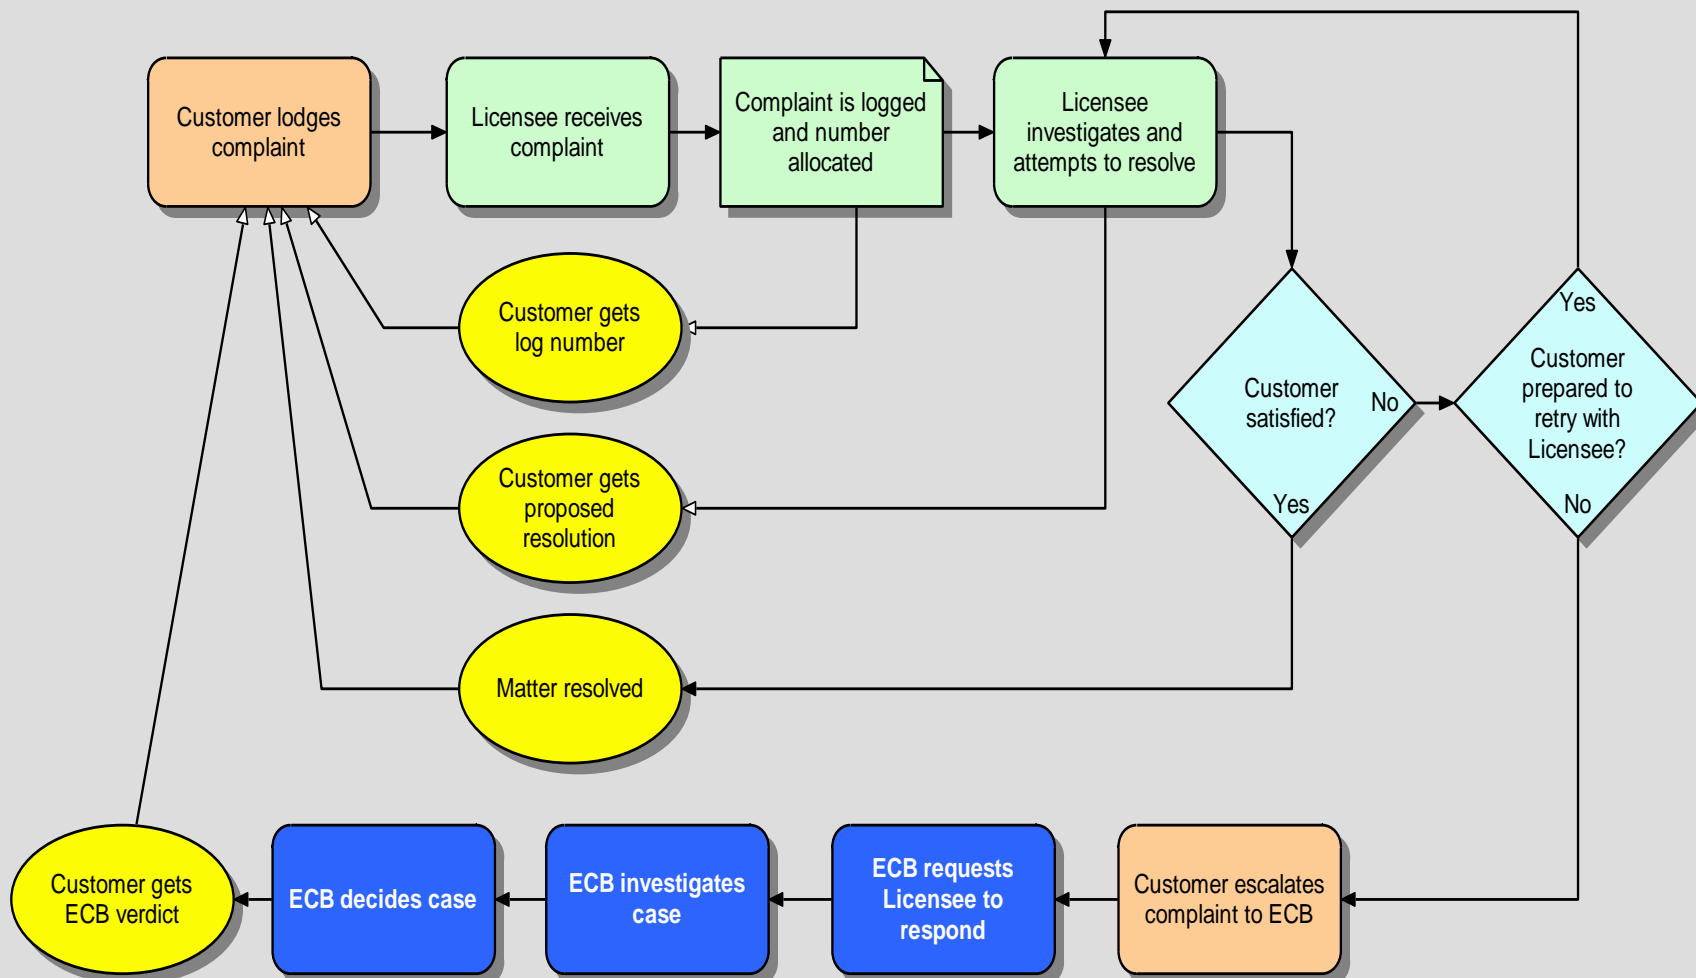 Customer lodges
complaint
Licensee receives
complaint
Complaint is logged
and number
allocated
Licensee
investigates and
attempts to resolve
Customer gets
log number
Customer
satisfied?
No
Yes
Yes
Customer
prepared to
retry with
Licensee?
No
Customer gets
proposed
resolution
Matter resolved
Customer gets
ECB verdict
ECB decides case
ECB investigates
case
ECB requests
Licensee to
respond
Customer escalates
complaint to ECB